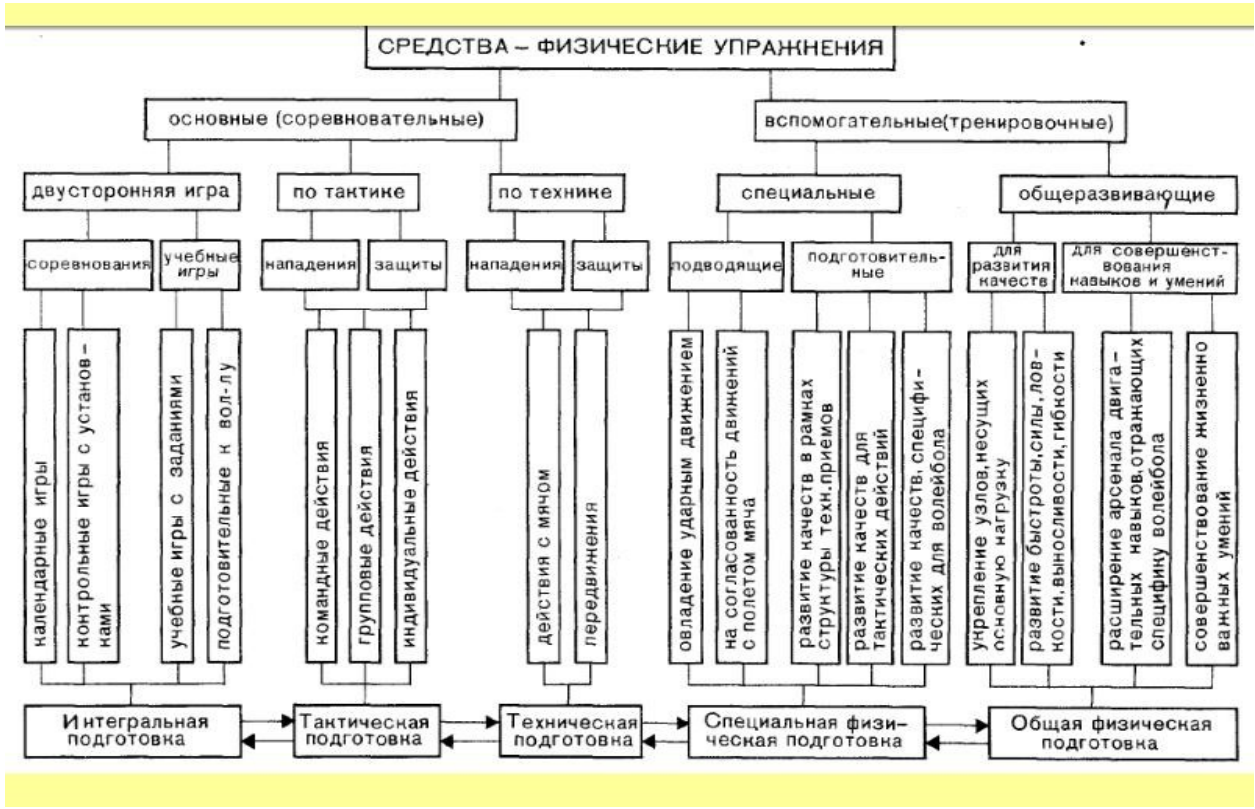 СРЕДСТВА – ФИЗИЧЕСКИЕ УПРАЖНЕНИЯ
основные (соревновательные)
вспомогательные(тренировочные)
двусторонняя игра
по тактике
по технике
специальные
общеразвивающие
соревнования
учебные
игры
нападения
защиты
нападения
защиты
подводящие
подготовитель-
ные
для
развития
качеств
для совершенст-
вования
навыков и умений
календарные игры
контрольные игры с установ-
ками
учебные игры с заданиями
подготовительные к вол-лу
командные действия
групповые действия
индивидуальные действия
действия с мячом
передвижения
овладение ударным движением
на согласованность движений
с полетом мяча
развитие качеств в рамках
структуры техн.приемов
развитие качеств для
тактических действий
развитие качеств, специфи-
ческих для волейбола
укрепление узлов,несущих
основную нагрузку
развитие быстроты,силы,лов-
кости,выносливости,гибкости
расширение арсенала двига-
тельных навыков,отражающих
специфику волейбола
совершенствование жизненно
важных умений
Интегральная
подготовка
Тактическая
подготовка
Техническая
подготовка
Специальная физи-
ческая подготовка
Общая физическая
подготовка